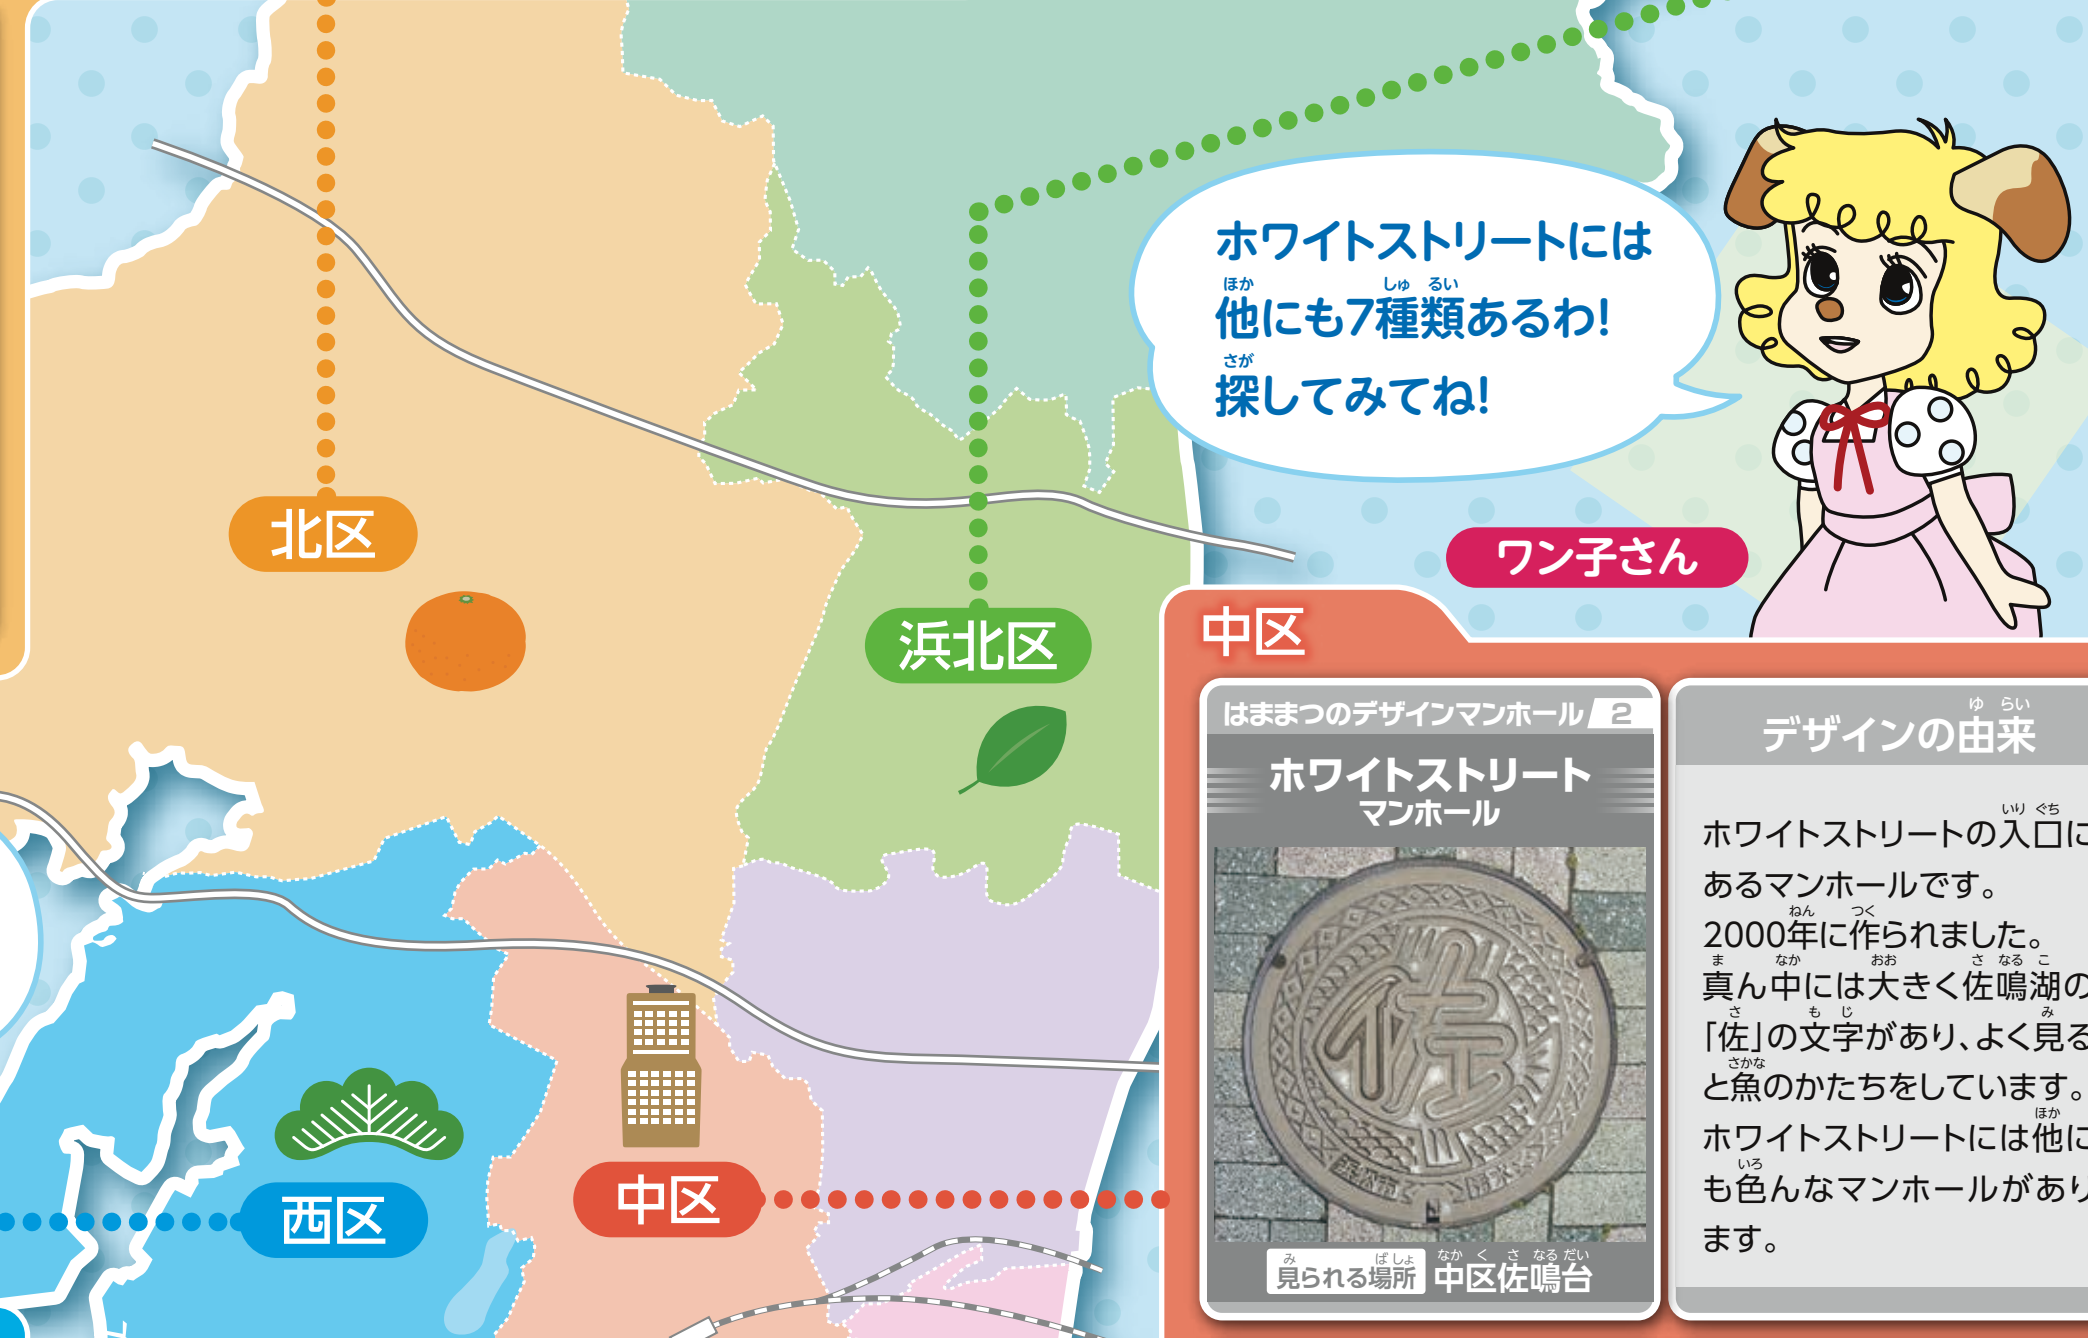 ホワイトストリートには
他にも7種類あるわ!
探してみてね!
ワン子さん
北区
浜北区
西区
中区
中区
はままつのデザインマンホール 2
ホワイトストリート
マンホール
佐
見られる場所 中区佐鳴台
デザインの由来
ホワイトストリートの入口に
あるマンホールです。
2000年に作られました。
真ん中には大きく佐鳴湖の
「佐」の文字があり、よく見る
と魚のかたちをしています。
ホワイトストリートには他に
も色んなマンホールがあり
ます。